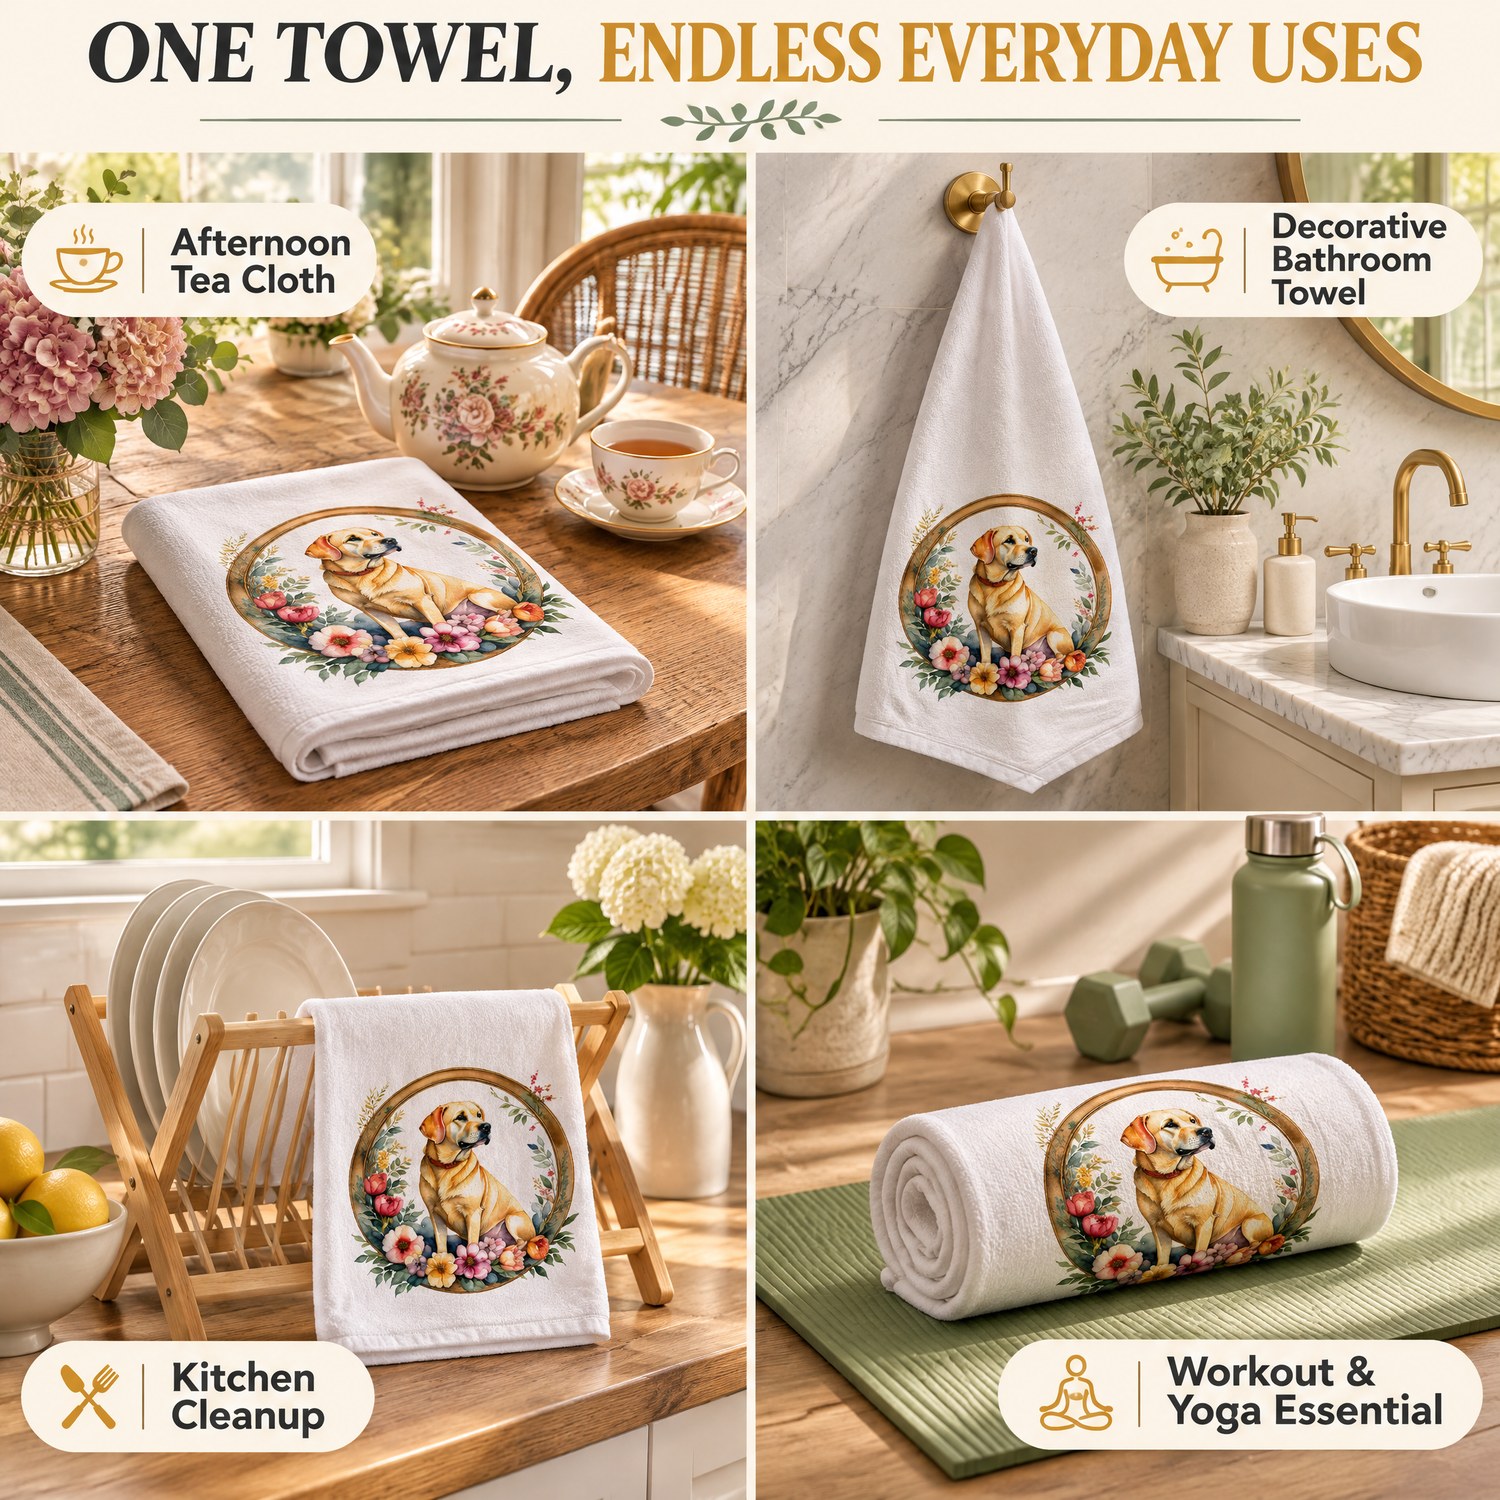 ONE TOWEL, ENDLESS EVERYDAY USES
Afternoon
Tea Cloth
Decorative
Bathroom
Towel
Kitchen
Cleanup
Workout &
Yoga Essential